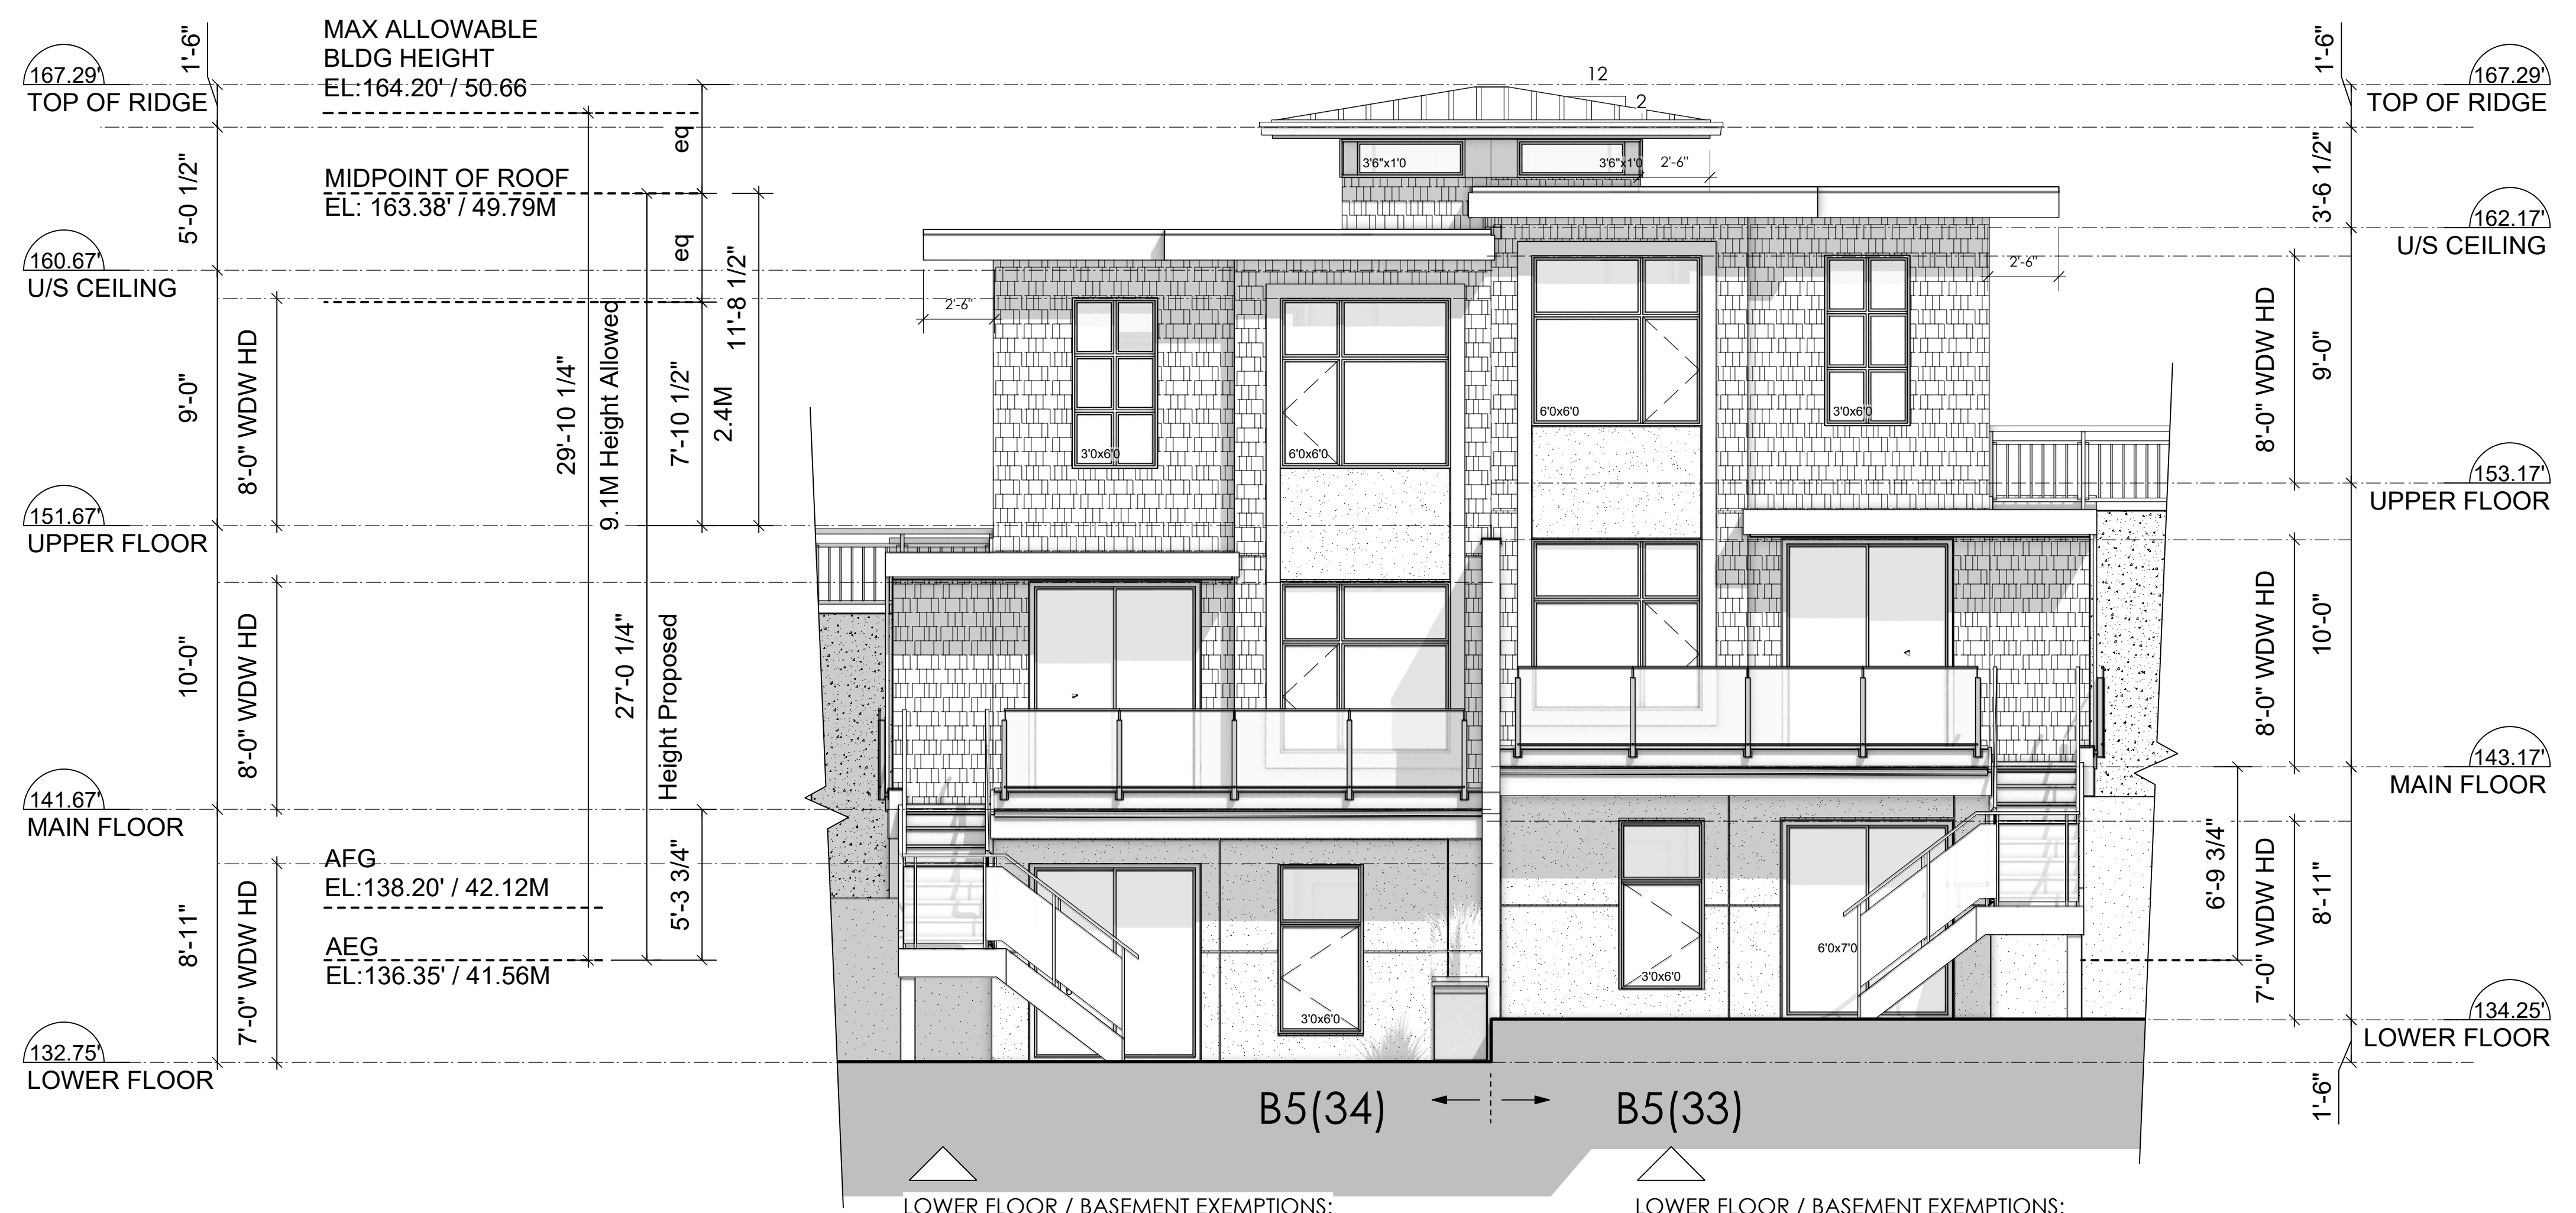 1'-6"
167.29'
TOP OF RIDGE
5'-0 1/2"
160.67'
U/S CEILING
9'-0"
8'-0" WDW HD
151.67'
UPPER FLOOR
10'-0"
8'-0" WDW HD
141.67'
MAIN FLOOR
8'-11"
7'-0" WDW HD
132.75'
LOWER FLOOR
MAX ALLOWABLE
BLDG HEIGHT
EL:164.20' / 50.66
MIDPOINT OF ROOF
EL: 163.38' / 49.79M
AFG
EL:138.20' / 42.12M
AEG
EL:136.35' / 41.56M
29'-10 1/4"
9.1M Height Allowed
27'-0 1/4"
Height Proposed
eq
eq
7'-10 1/2"
2.4M
11'-8 1/2"
5'-3 3/4"
12
2
3'6"x1'0
3'6"x1'0
2'-6"
2'-6"
2'-6"
3'0x6'0
6'0x6'0
6'0x6'0
3'0x6'0
3'0x6'0
3'0x6'0
6'0x7'0
B5(34)
B5(33)
LOWER FLOOR / BASEMENT EXEMPTIONS:
LOWER FLOOR / BASEMENT EXEMPTIONS:
1'-6"
167.29'
TOP OF RIDGE
3'-6 1/2"
162.17'
U/S CEILING
9'-0"
8'-0" WDW HD
153.17'
UPPER FLOOR
10'-0"
8'-0" WDW HD
143.17'
MAIN FLOOR
6'-9 3/4"
7'-0" WDW HD
8'-11"
134.25'
LOWER FLOOR
1'-6"